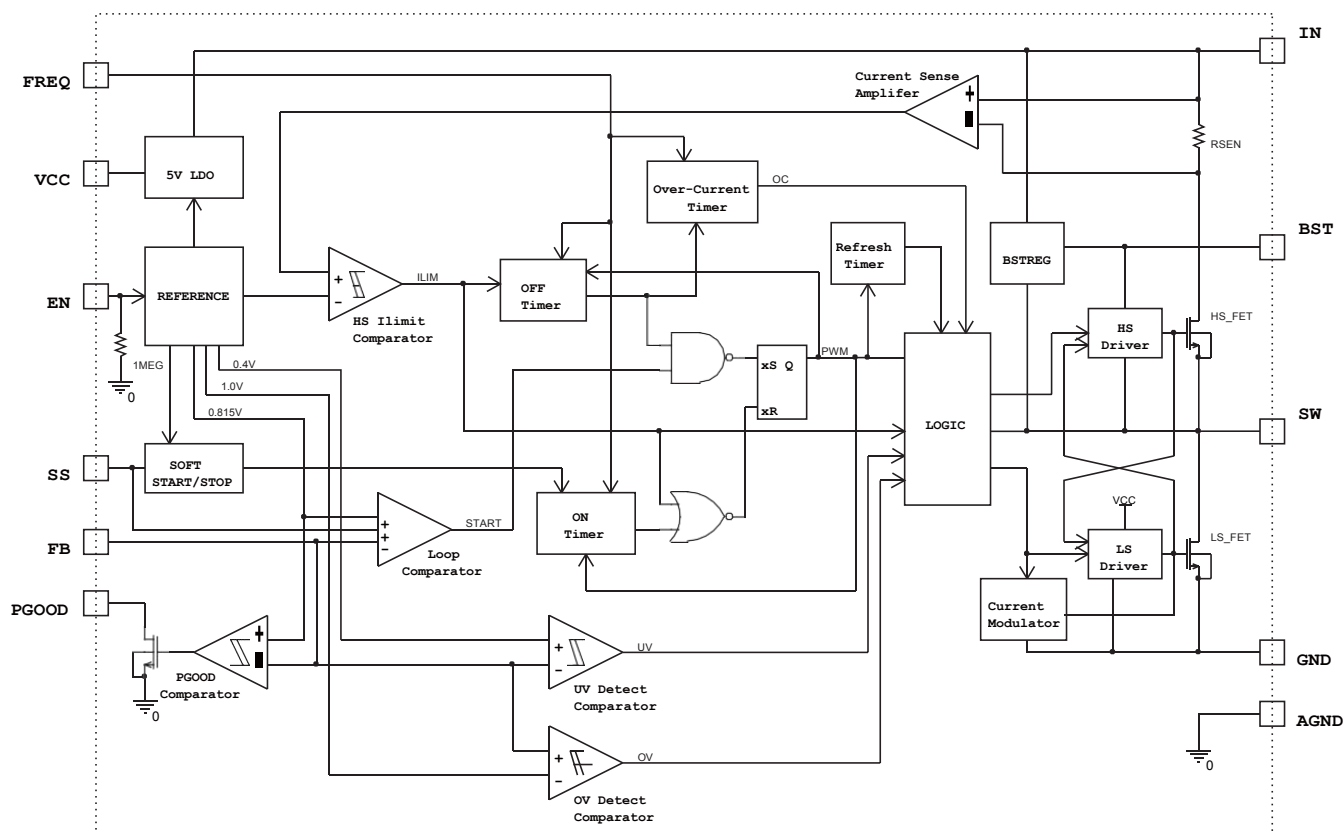 IN
FREQ
Current Sense
Amplifer
RSEN
VCC
5V LDO
OC
Over-Current
Timer
BST
Refresh
Timer
BSTREG
EN
REFERENCE
ILIM
OFF
Timer
HS Ilimit
Comparator
HS
Driver
HS_FET
1MEG
0
0.4V
1.0V
0.815V
xS Q
xR
PWM
LOGIC
SW
SS
SOFT
START/STOP
VCC
START
ON
Timer
FB
Loop
Comparator
LS
Driver
LS_FET
PGOOD
Current
Modulator
PGOOD
Comparator
0
UV
UV Detect
Comparator
GND
AGND
0
OV
OV Detect
Comparator
+
-
+
-
+
+
-
+
-
+
-
+